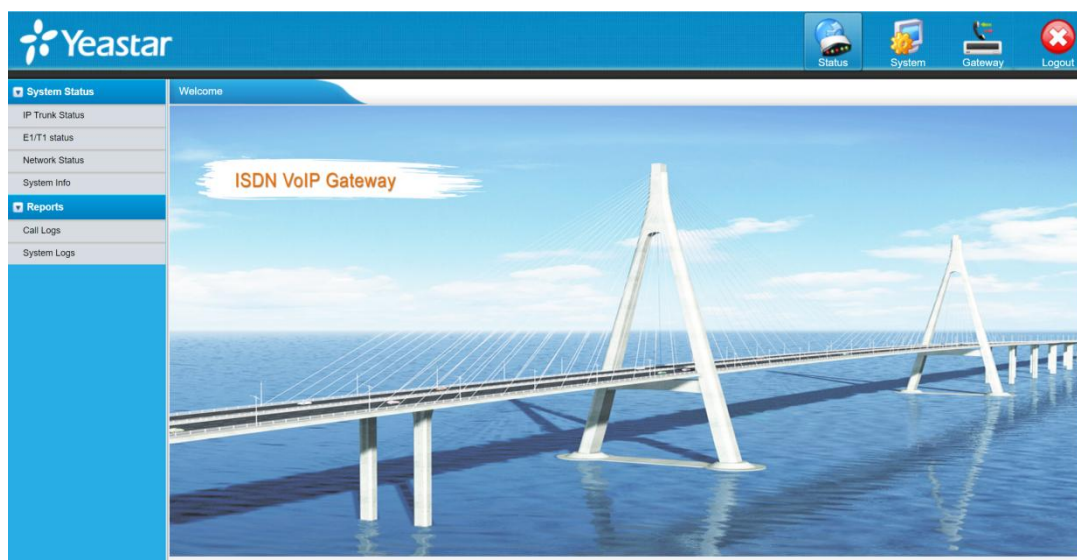 Yeastar
Status
System
Gateway
Logout
System Status
Welcome
IP Trunk Status
E1/T1 status
Network Status
System Info
Reports
Call Logs
System Logs
ISDN VoIP Gateway